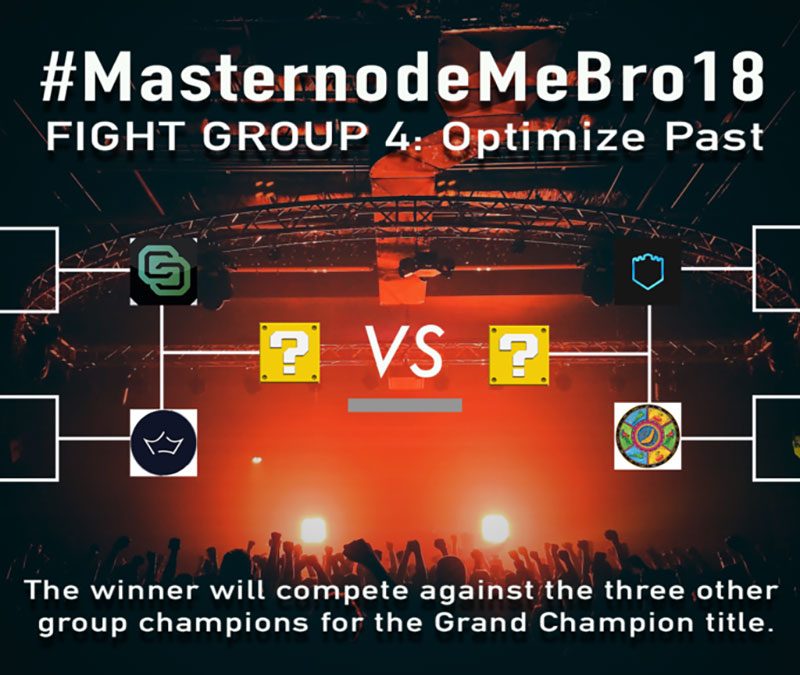 #MasternodeMeBro18
FIGHT GROUP 4: Optimize Past
? VS ?
The winner will compete against the three other
group champions for the Grand Champion title.